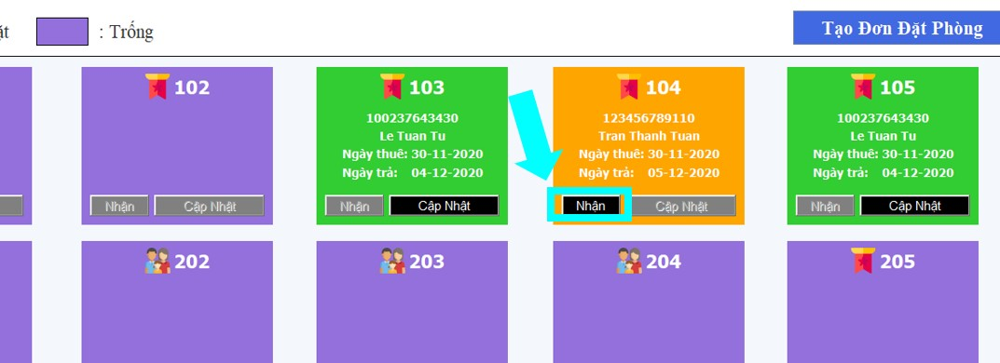 ặt : Trống
Tạo Đơn Đặt Phòng
102
Nhận Cập Nhật
103
100237643430
Le Tuan Tu
Ngày thuê: 30-11-2020
Ngày trả: 04-12-2020
Nhận Cập Nhật
104
123456789110
Tran Thanh Tuan
Ngày thuê: 30-11-2020
Ngày trả: 05-12-2020
Nhận Cập Nhật
105
100237643430
Le Tuan Tu
Ngày thuê: 30-11-2020
Ngày trả: 04-12-2020
Nhận Cập Nhật
202
203
204
205